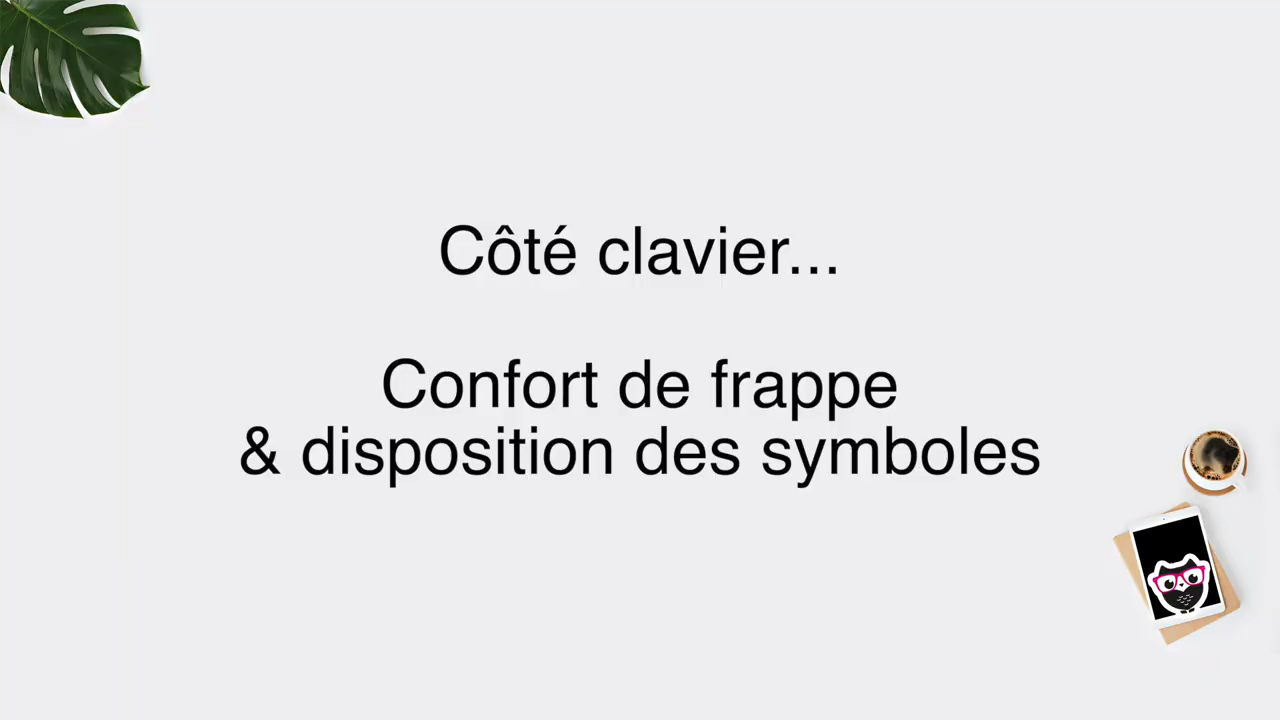 Côté clavier...
Confort de frappe
& disposition des symboles